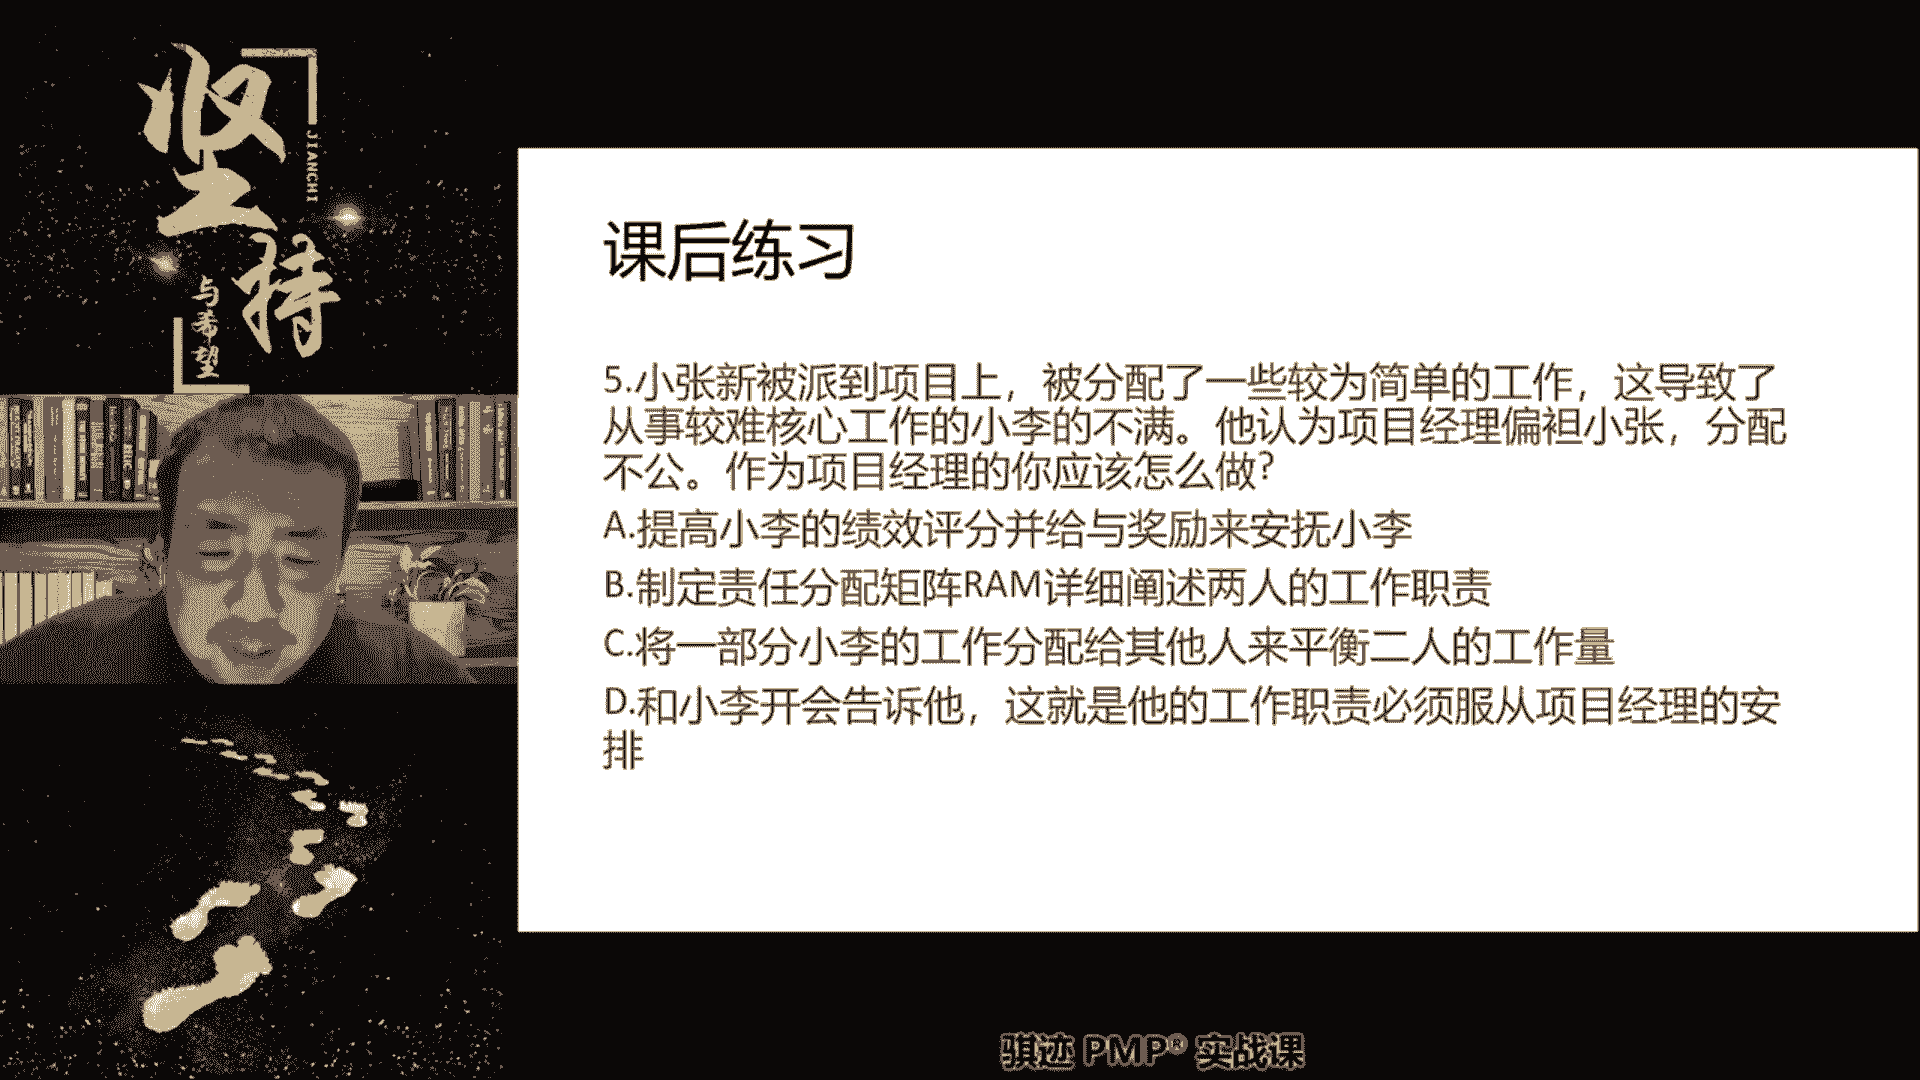 坚持
JIANCHI
与希望
课后练习
5.小张新被派到项目上，被分配了一些较为简单的工作，这导致了
从事较难核心工作的小李的不满。他认为项目经理偏袒小张，分配
不公。作为项目经理的你应该怎么做?
A.提高小李的绩效评分并给与奖励来安抚小李
B.制定责任分配矩阵RAM详细阐述两人的工作职责
C.将一部分小李的工作分配给其他人来平衡二人的工作量
D.和小李开会告诉他，这就是他的工作职责必须服从项目经理的安
排
骐迹 PMP® 实战课